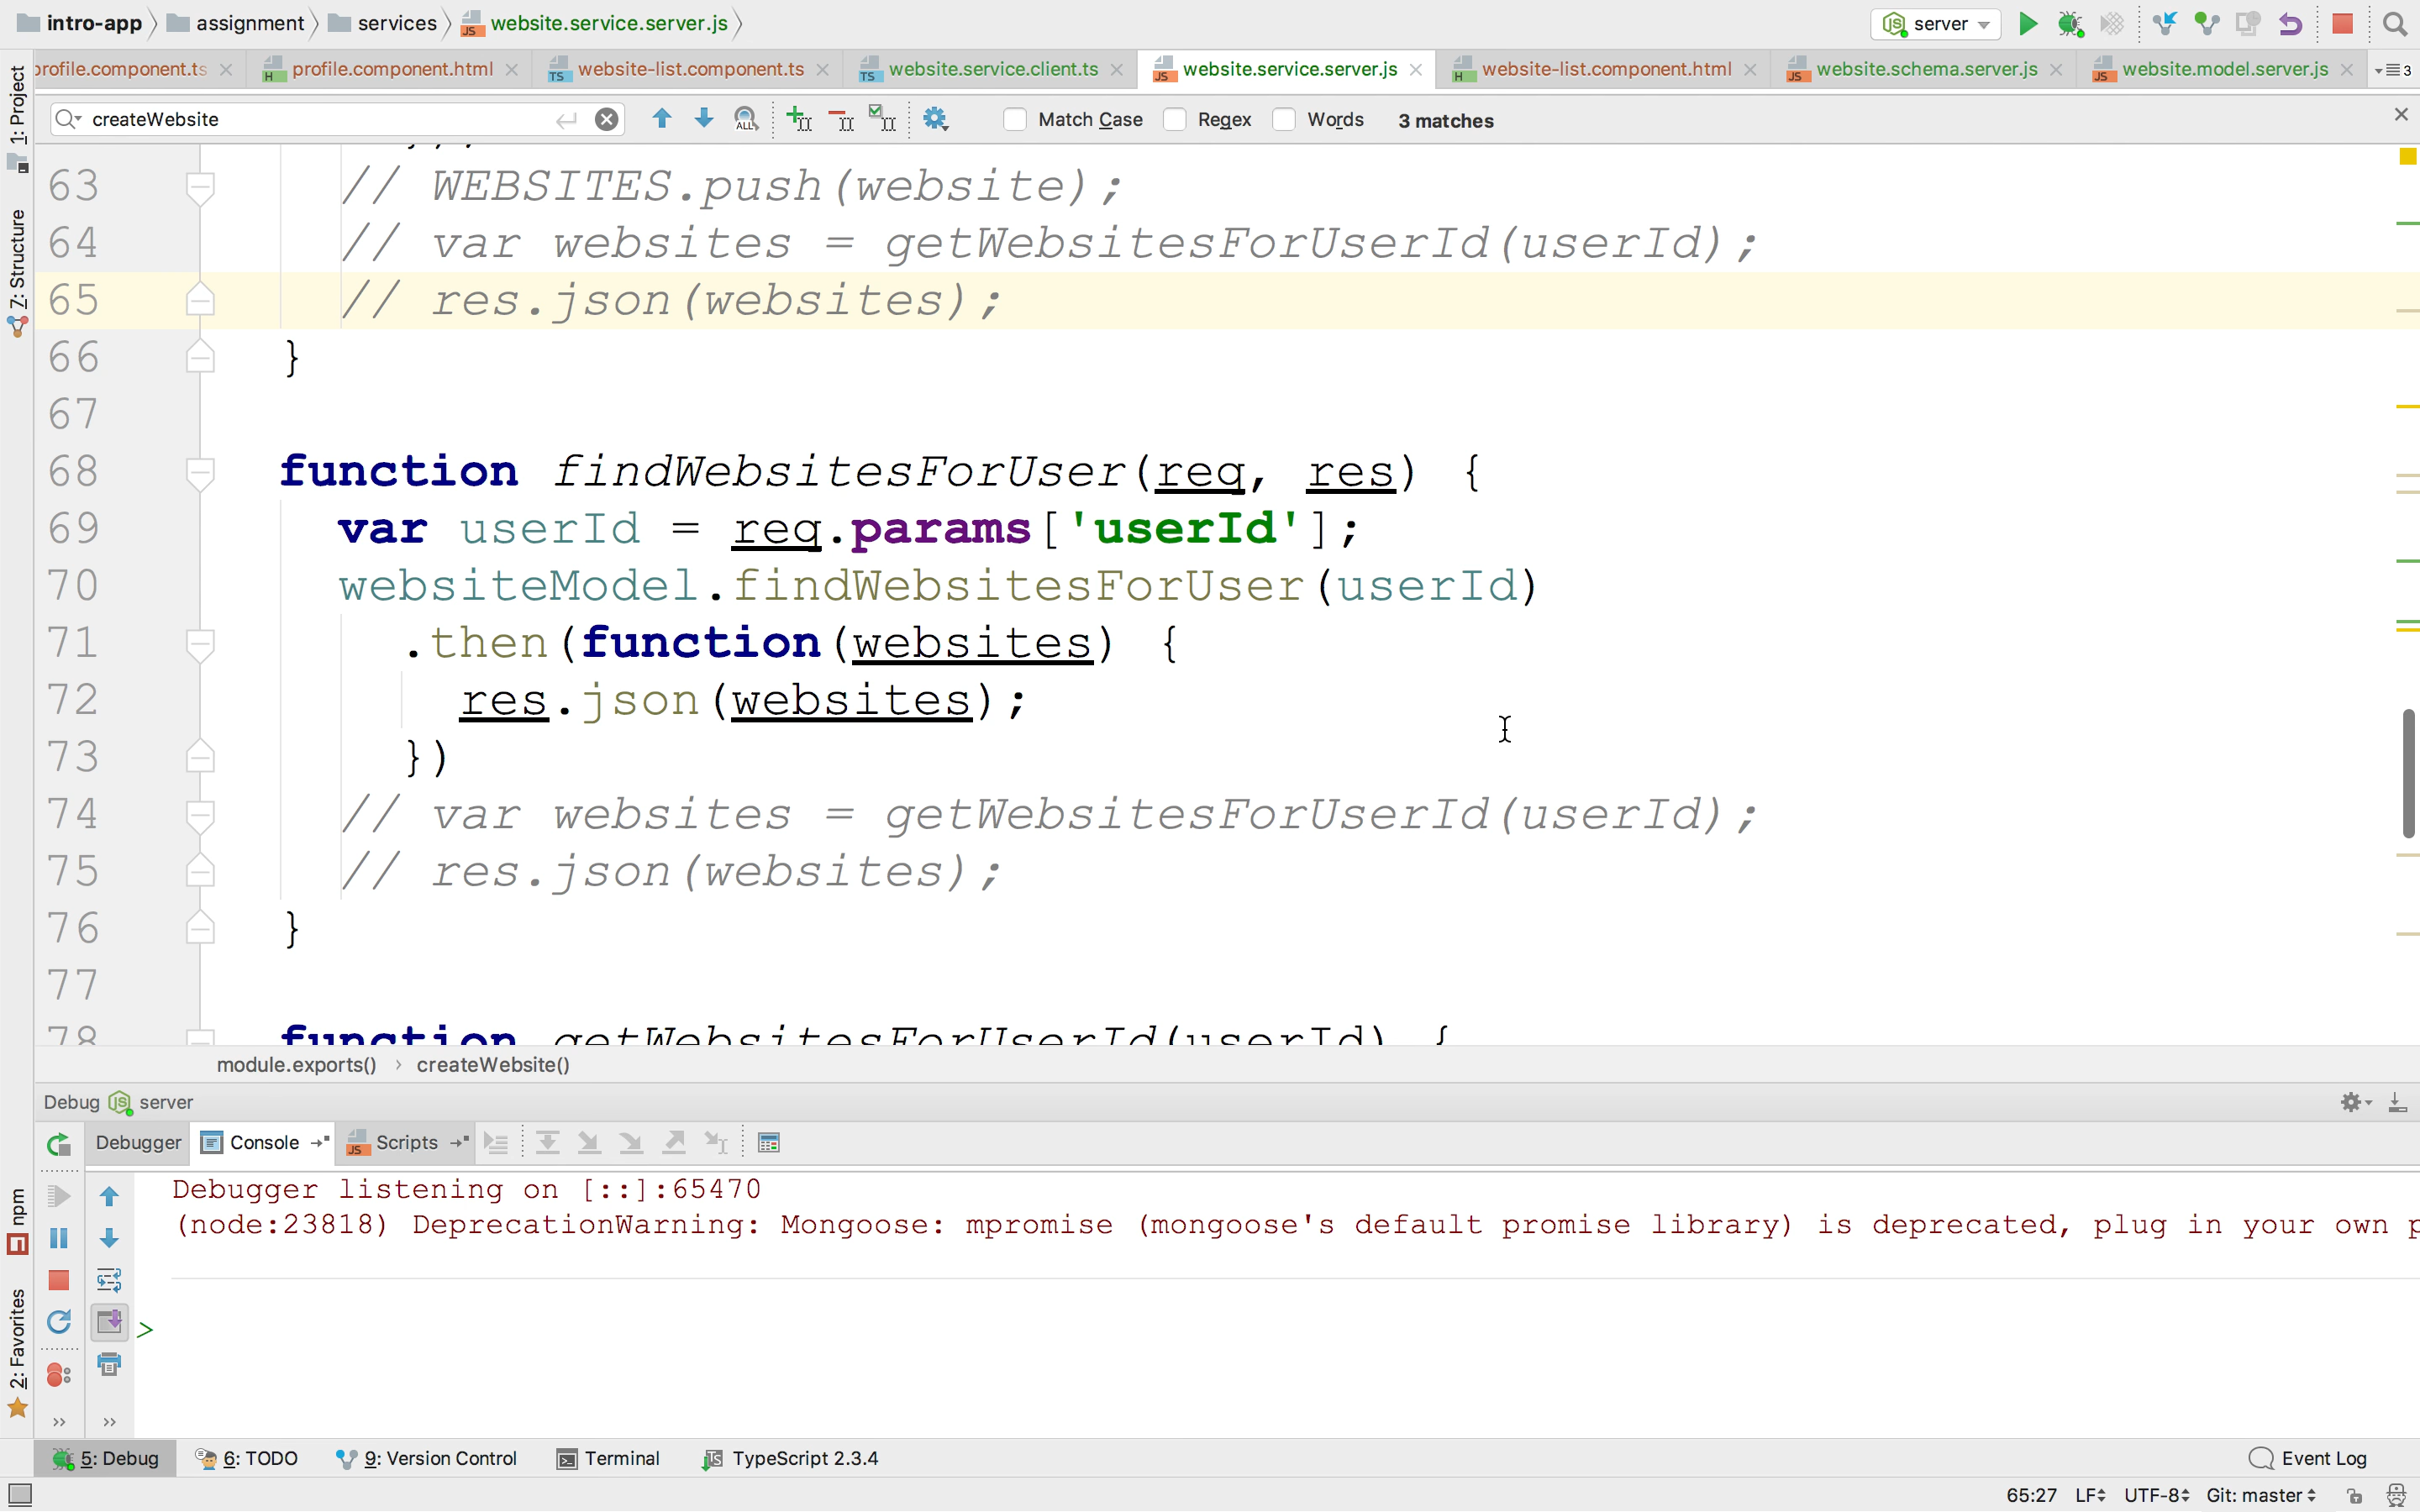 intro-app assignment services website.service.server.js server
profile.component.ts profile.component.html website-list.component.ts website.service.client.ts website.service.server.js website-list.component.html website.schema.server.js website.model.server.js 3
createWebsite Match Case Regex Words 3 matches
1: Project
7: Structure
63 // WEBSITES.push(website);
64 // var websites = getWebsitesForUserId(userId);
65 // res.json(websites);
66 }
67
68 function findWebsitesForUser(req, res) {
69 var userId = req.params['userId'];
70 websiteModel.findWebsitesForUser(userId)
71 .then(function(websites) {
72 res.json(websites);
73 })
74 // var websites = getWebsitesForUserId(userId);
75 // res.json(websites);
76 }
77
78 function getWebsitesForUserId(userId) {
module.exports() › createWebsite()
Debug server
Debugger Console Scripts
Debugger listening on [::]:65470
(node:23818) DeprecationWarning: Mongoose: mpromise (mongoose's default promise library) is deprecated, plug in your own p
>
npm
2: Favorites
5: Debug 6: TODO 9: Version Control Terminal TypeScript 2.3.4 Event Log
65:27 LF UTF-8 Git: master